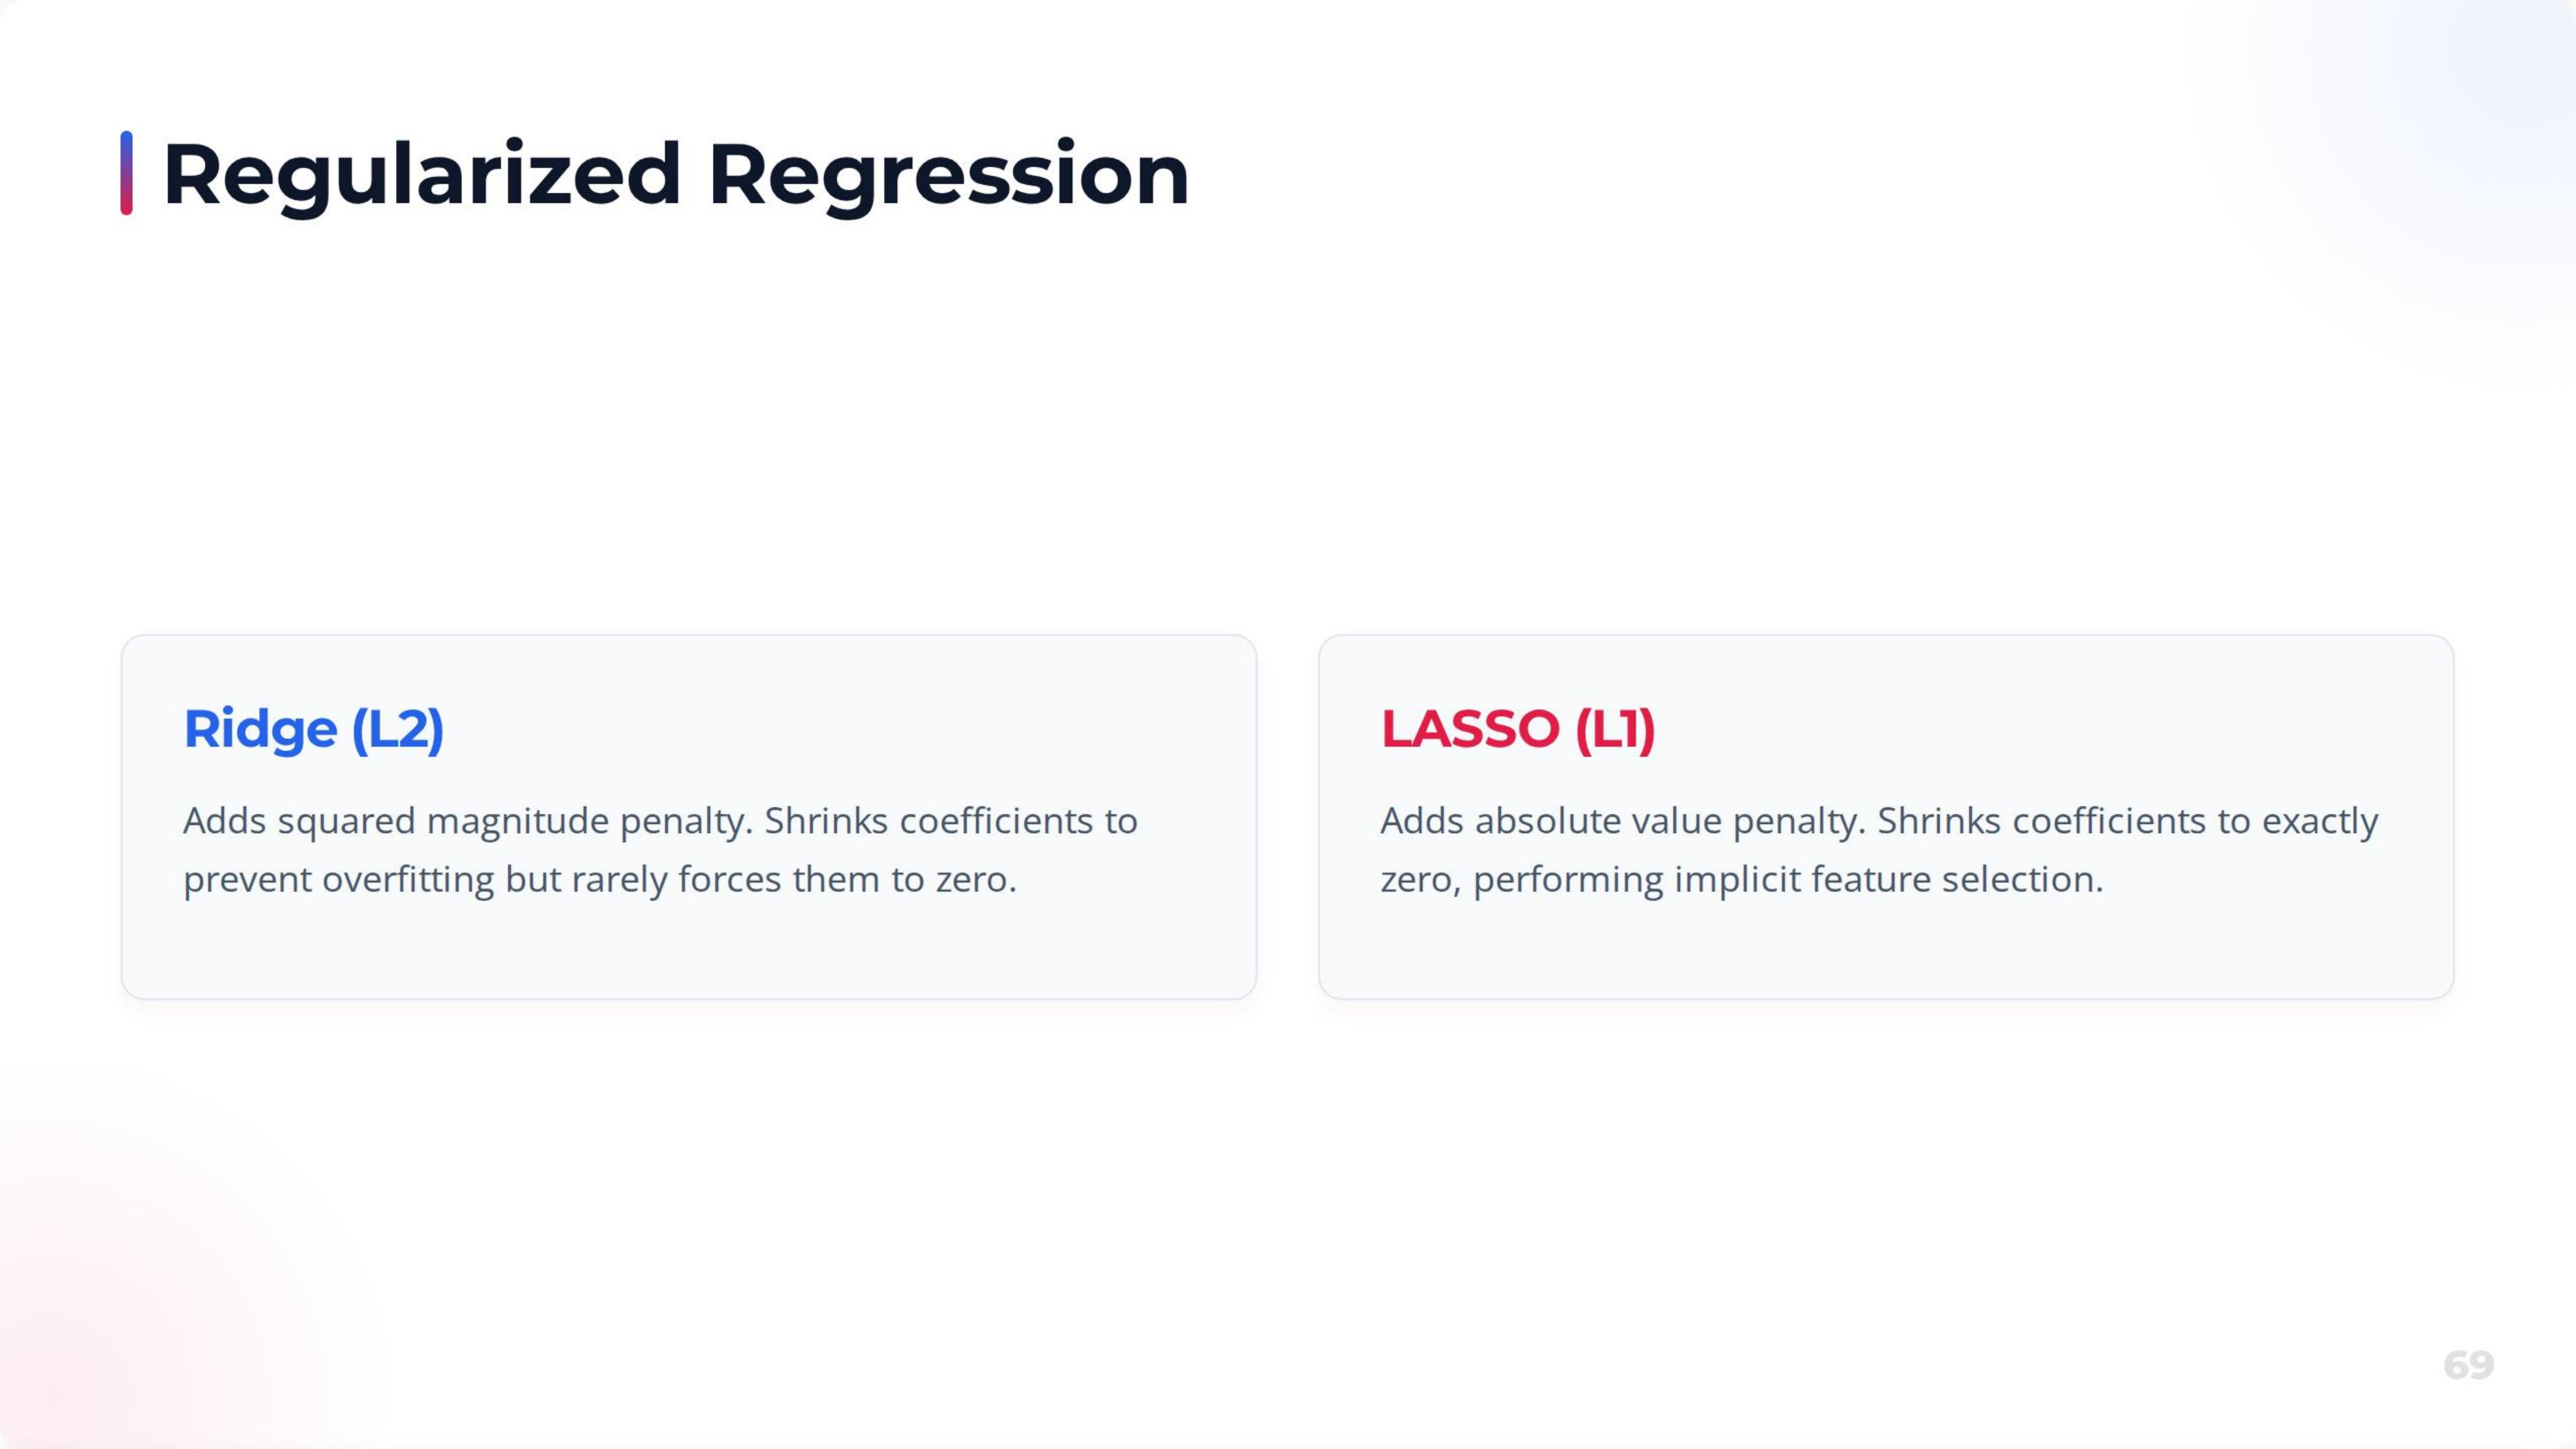 Regularized Regression
Ridge (L2)
Adds squared magnitude penalty. Shrinks coefficients to
prevent overfitting but rarely forces them to zero.
LASSO (L1)
Adds absolute value penalty. Shrinks coefficients to exactly
zero, performing implicit feature selection.
69